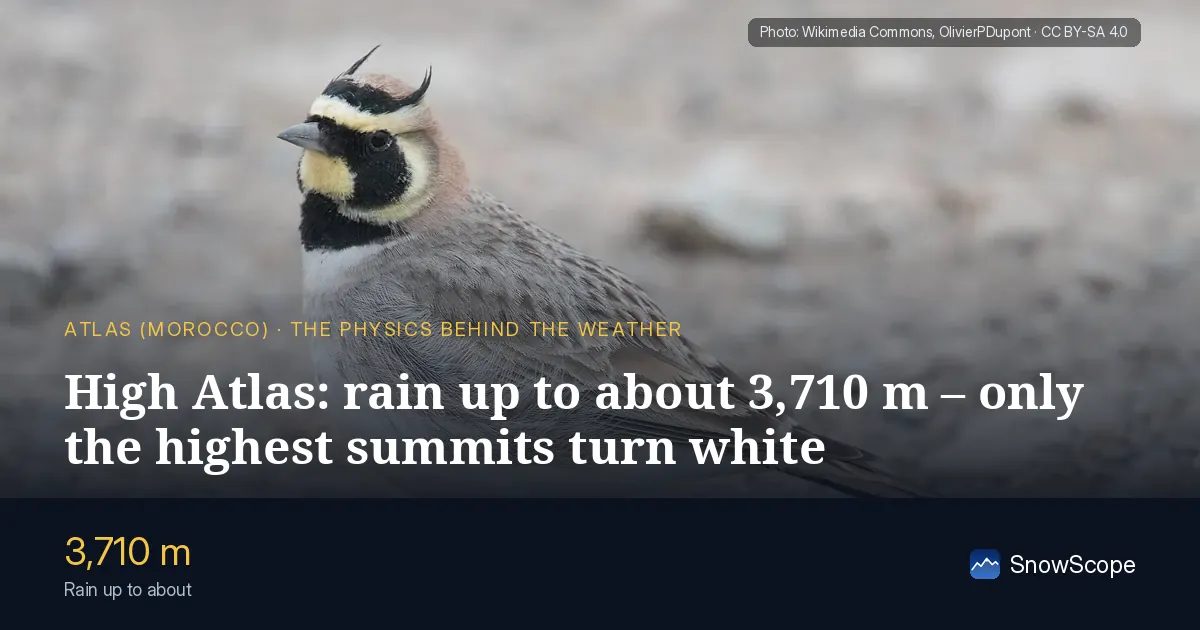 Photo: Wikimedia Commons, OlivierPDupont · CC BY-SA 4.0
ATLAS (MOROCCO) · THE PHYSICS BEHIND THE WEATHER
High Atlas: rain up to about 3,710 m – only
the highest summits turn white
3,710 m
Rain up to about
SnowScope